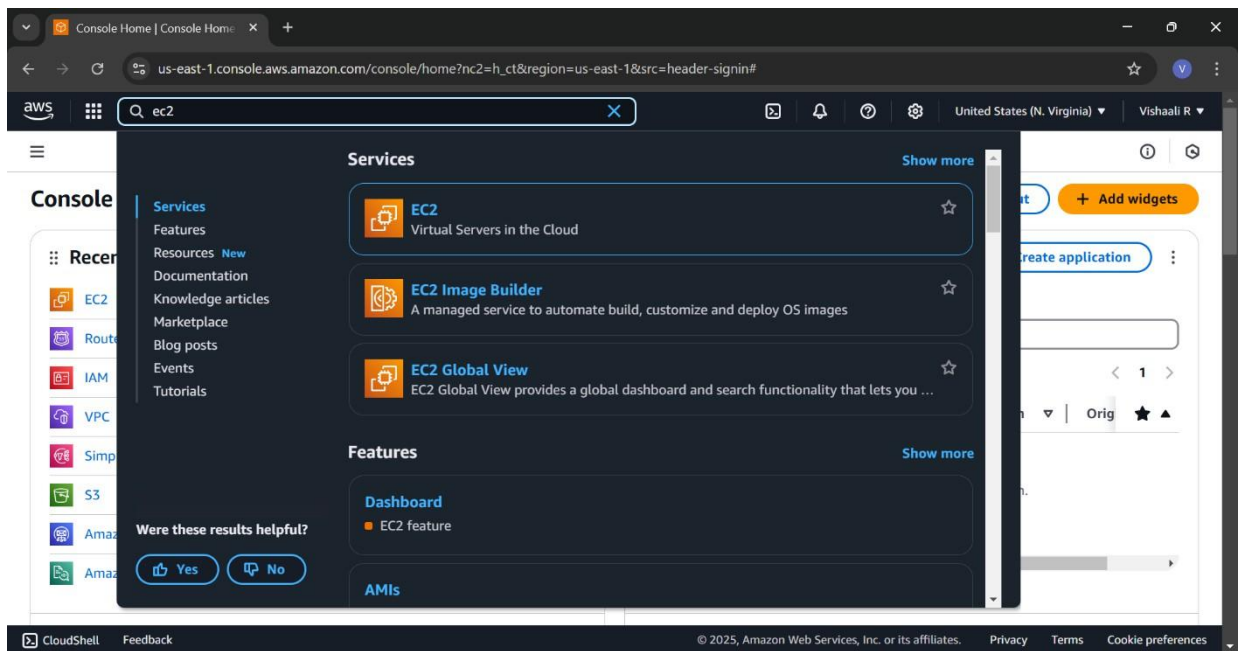 Console Home | Console Home
us-east-1.console.aws.amazon.com/console/home?nc2=h_ct&region=us-east-1&src=header-signin#
V
aws
ec2
United States (N. Virginia)
Vishaali R
Console
+ Add widgets
Recen
EC2
Route
IAM
VPC
Simp
S3
Amaz
Amaz
Services
Features
Resources New
Documentation
Knowledge articles
Marketplace
Blog posts
Events
Tutorials
Were these results helpful?
Yes
No
Services
Show more
EC2
Virtual Servers in the Cloud
EC2 Image Builder
A managed service to automate build, customize and deploy OS images
EC2 Global View
EC2 Global View provides a global dashboard and search functionality that lets you ...
Features
Show more
Dashboard
EC2 feature
AMIs
Create application
1
Orig
CloudShell
Feedback
© 2025, Amazon Web Services, Inc. or its affiliates.
Privacy
Terms
Cookie preferences